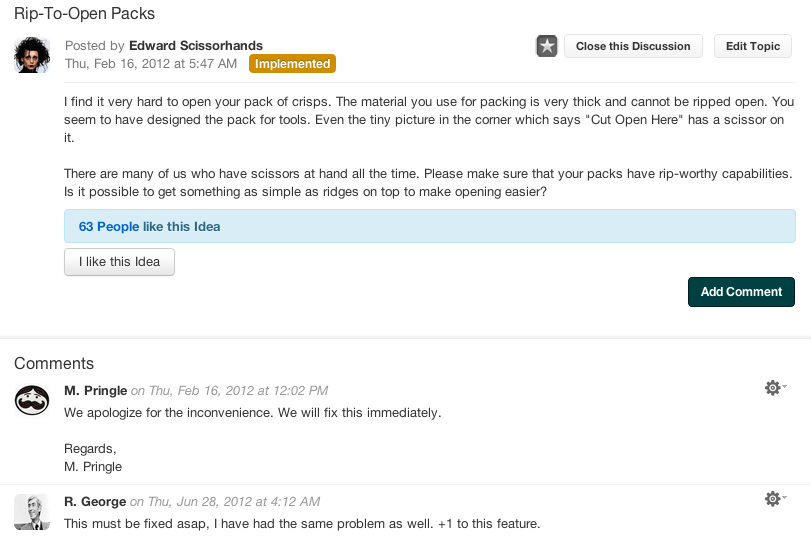 Rip-To-Open Packs
Posted by Edward Scissorhands
Thu, Feb 16, 2012 at 5:47 AM Implemented
Close this Discussion
Edit Topic
I find it very hard to open your pack of crisps. The material you use for packing is very thick and cannot be ripped open. You
seem to have designed the pack for tools. Even the tiny picture in the corner which says "Cut Open Here" has a scissor on
it.
There are many of us who have scissors at hand all the time. Please make sure that your packs have rip-worthy capabilities.
Is it possible to get something as simple as ridges on top to make opening easier?
63 People like this Idea
I like this Idea
Add Comment
Comments
M. Pringle on Thu, Feb 16, 2012 at 12:02 PM
We apologize for the inconvenience. We will fix this immediately.
Regards,
M. Pringle
R. George on Thu, Jun 28, 2012 at 4:12 AM
This must be fixed asap, I have had the same problem as well. +1 to this feature.